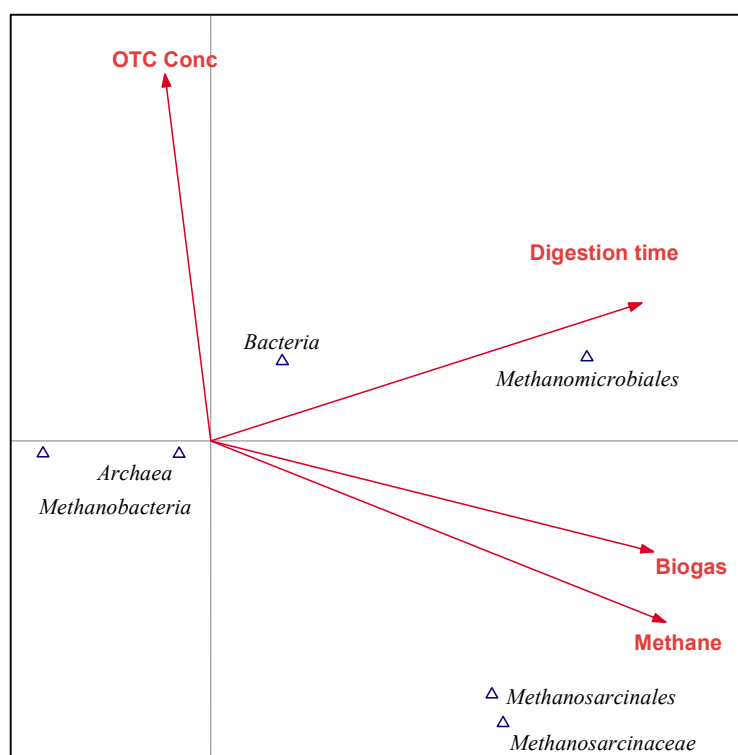 OTC Conc
Digestion time
Bacteria
Methanomicrobiales
Archaea
Methanobacteria
Biogas
Methane
Methanosarcinales
Methanosarcinaceae